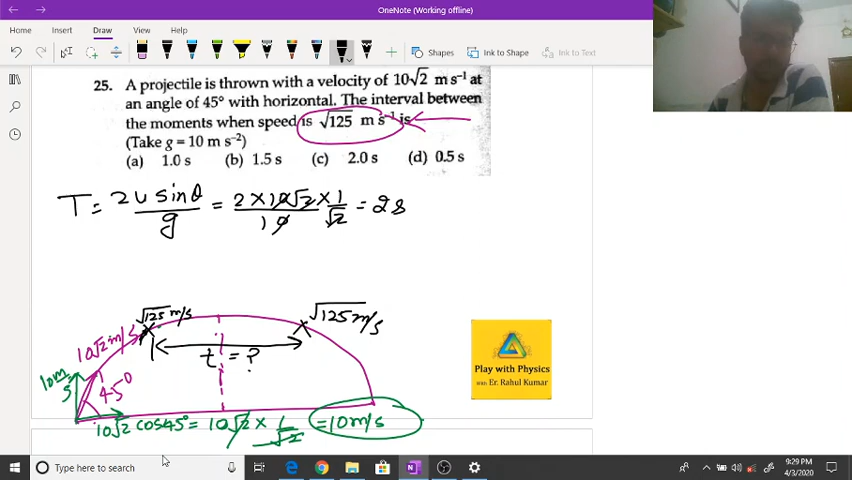 OneNote (Working offline)
Home Insert Draw View Help
Shapes Ink to Shape Ink to Text
25. A projectile is thrown with a velocity of 10√2 m s⁻¹ at
an angle of 45° with horizontal. The interval between
the moments when speed is √125 m s⁻¹ is
(Take g = 10 m s⁻²)
(a) 1.0 s (b) 1.5 s (c) 2.0 s (d) 0.5 s
T = 2u sinθ / g = 2×10√2 / 10 × 1/√2 = 2s
√125 m/s
√125 m/s
t = ?
10√2 m/s
10 m/s
45°
10√2 cos45° = 10√2 × 1/√2 = 10m/s
Play with Physics
With Er. Rahul Kumar
Type here to search
9:29 PM
4/3/2020